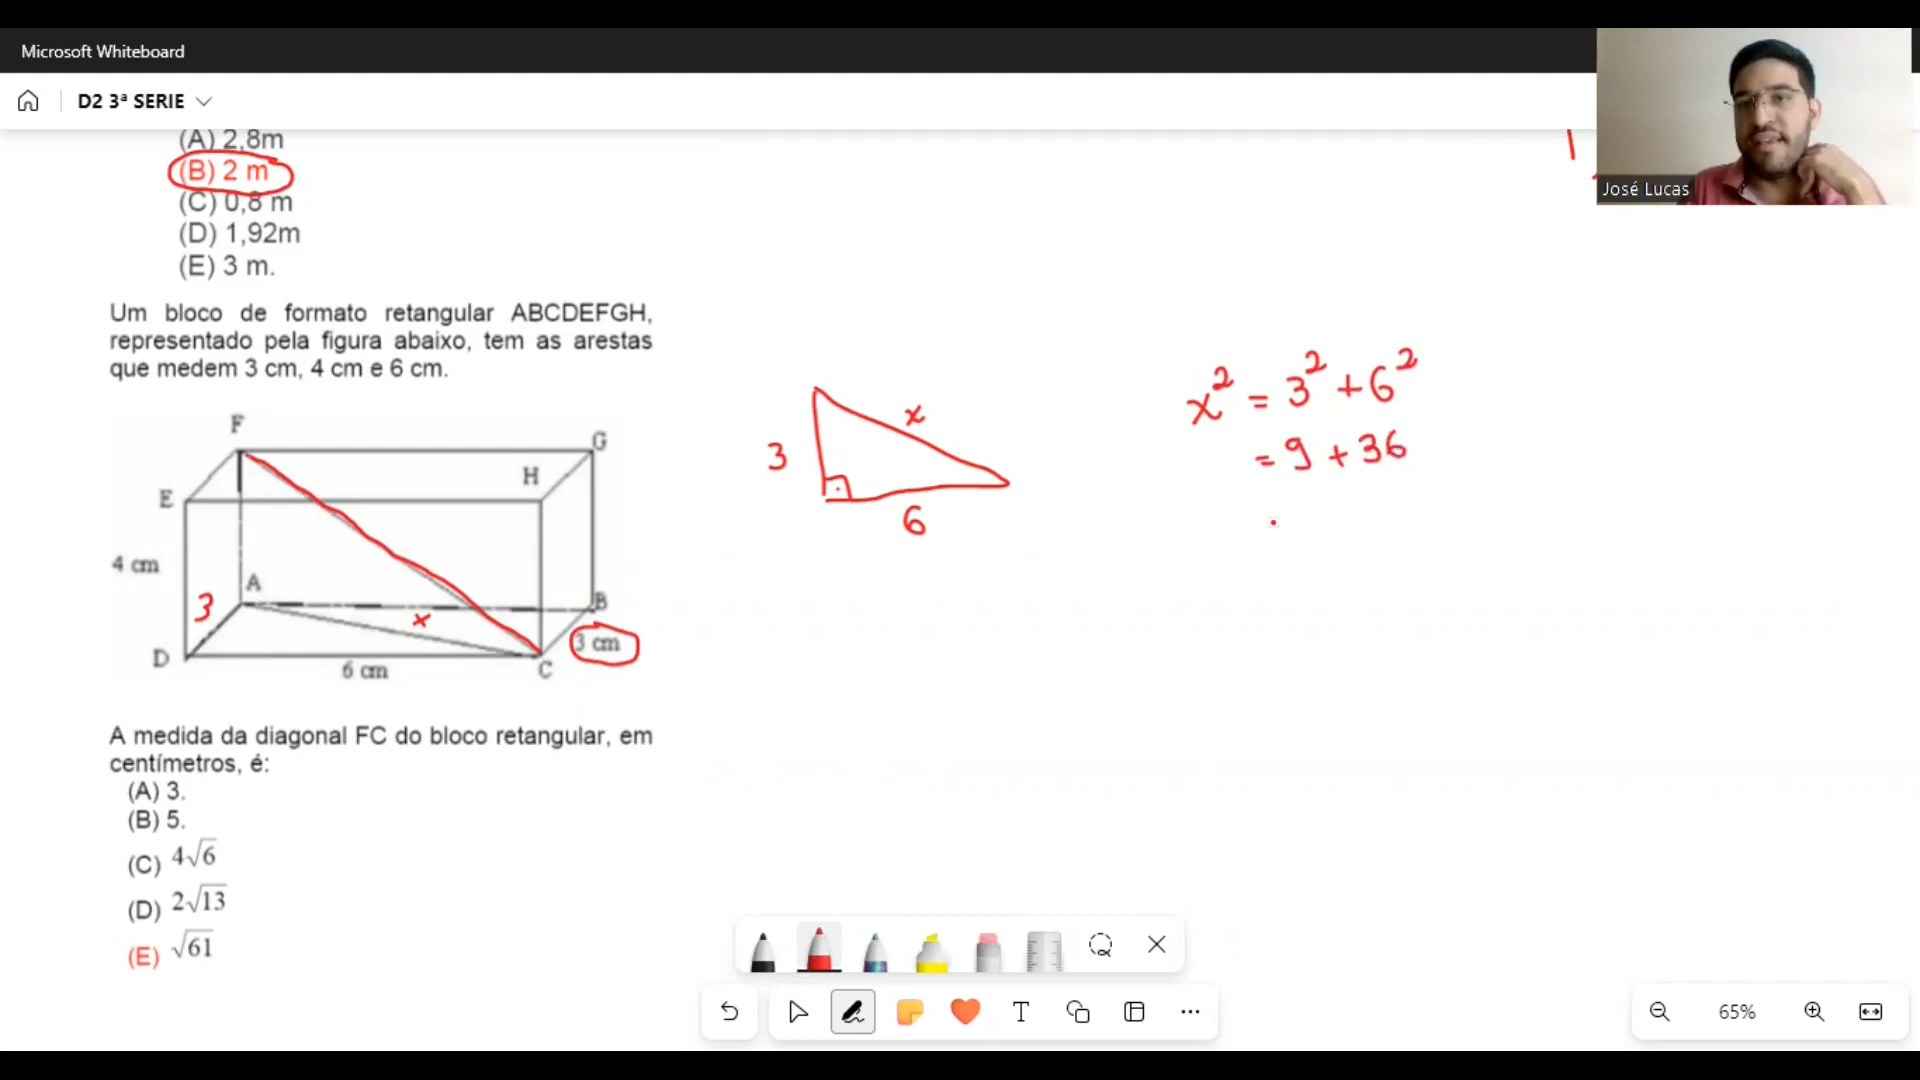 Microsoft Whiteboard
D2 3ª SERIE
José Lucas
(A) 2,8m
(B) 2 m
(C) 0,8 m
(D) 1,92m
(E) 3 m.
Um bloco de formato retangular ABCDEFGH,
representado pela figura abaixo, tem as arestas
que medem 3 cm, 4 cm e 6 cm.
F
G
H
E
4 cm
A
3
B
x
3 cm
D
6 cm
C
x
3
6
x² = 3² + 6²
= 9 + 36
A medida da diagonal FC do bloco retangular, em
centímetros, é:
(A) 3.
(B) 5.
(C) 4√6
(D) 2√13
(E) √61
65%